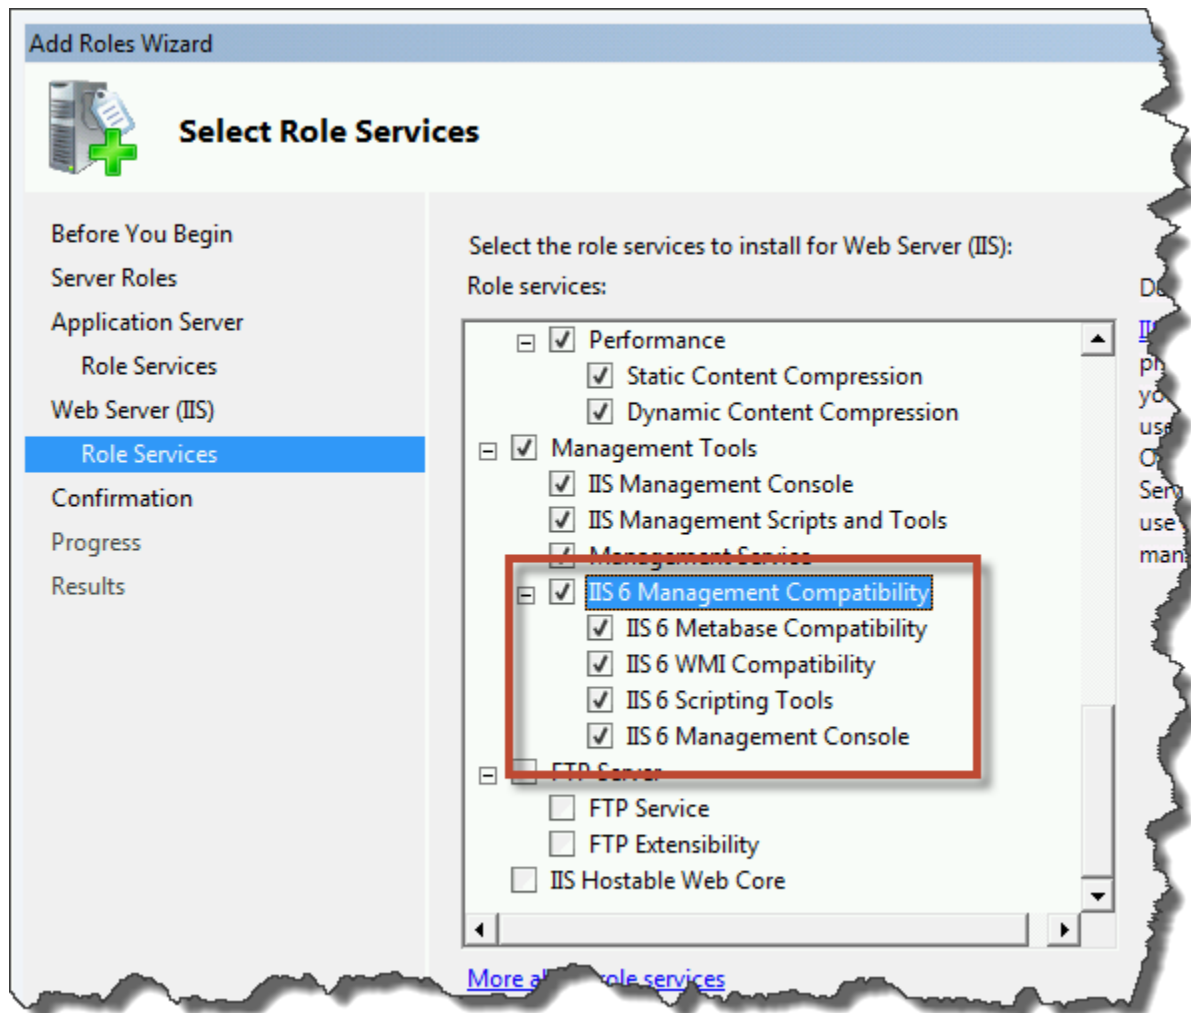 Add Roles Wizard
Select Role Services
Before You Begin
Server Roles
Application Server
Role Services
Web Server (IIS)
Role Services
Confirmation
Progress
Results
Select the role services to install for Web Server (IIS):
Role services:
Performance
Static Content Compression
Dynamic Content Compression
Management Tools
IIS Management Console
IIS Management Scripts and Tools
Management Service
IIS 6 Management Compatibility
IIS 6 Metabase Compatibility
IIS 6 WMI Compatibility
IIS 6 Scripting Tools
IIS 6 Management Console
FTP Server
FTP Service
FTP Extensibility
IIS Hostable Web Core
More role services
use